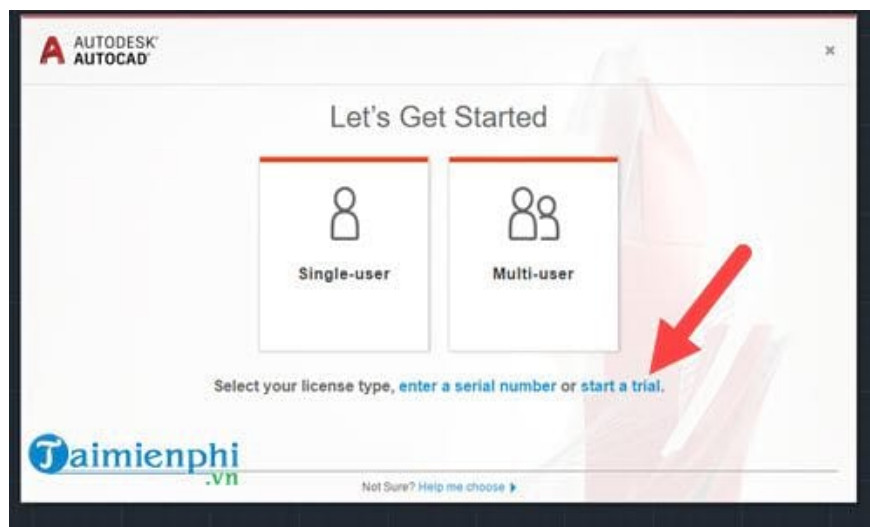 AUTODESK®
AUTOCAD®
×
Let's Get Started
Single-user
Multi-user
Select your license type, enter a serial number or start a trial.
Taimienphi
.vn
Not Sure? Help me choose